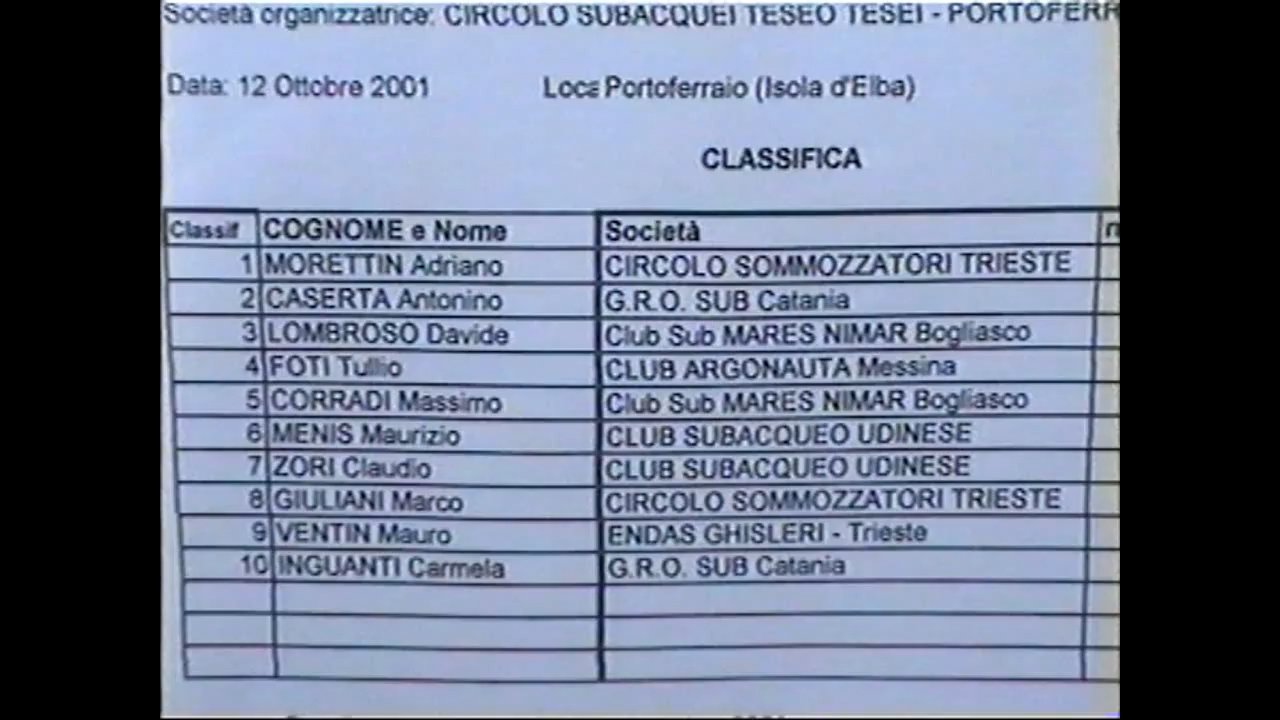 Società organizzatrice: CIRCOLO SUBACQUEI TESEO TESEI - PORTOFERR
Data: 12 Ottobre 2001 Loca Portoferraio (Isola d'Elba)
CLASSIFICA
Classif COGNOME e Nome Società
1 MORETTIN Adriano CIRCOLO SOMMOZZATORI TRIESTE
2 CASERTA Antonino G.R.O. SUB Catania
3 LOMBROSO Davide Club Sub MARES NIMAR Bogliasco
4 FOTI Tullio CLUB ARGONAUTA Messina
5 CORRADI Massimo Club Sub MARES NIMAR Bogliasco
6 MENIS Maurizio CLUB SUBACQUEO UDINESE
7 ZORI Claudio CLUB SUBACQUEO UDINESE
8 GIULIANI Marco CIRCOLO SOMMOZZATORI TRIESTE
9 VENTIN Mauro ENDAS GHISLERI - Trieste
10 INGUANTI Carmela G.R.O. SUB Catania